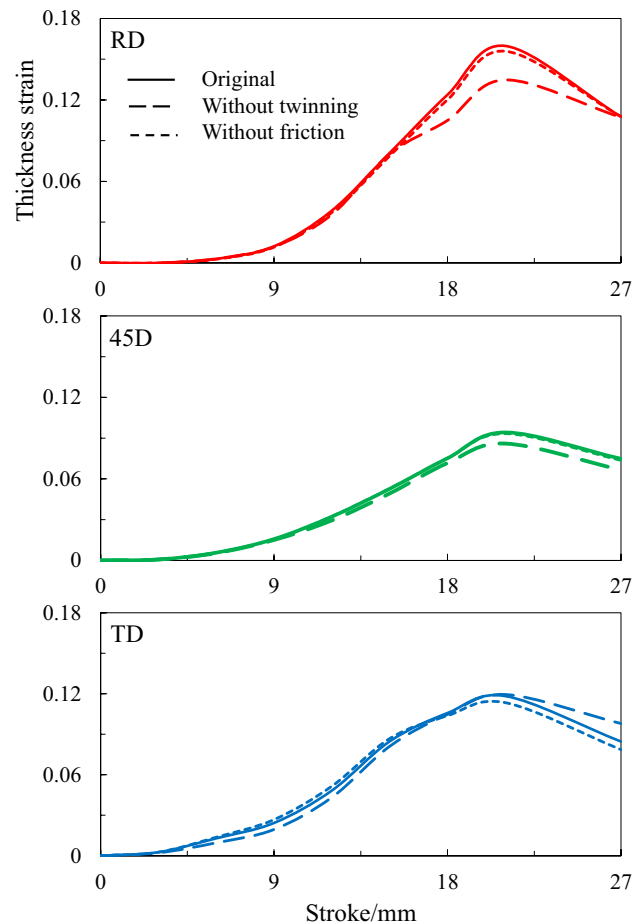 0.18
RD
Original
Without twinning
Without friction
0.12
Thickness strain
0.06
0
0 9 18 27
0.18
45D
0.12
0.06
0
0 9 18 27
0.18
TD
0.12
0.06
0
0 9 18 27
Stroke/mm